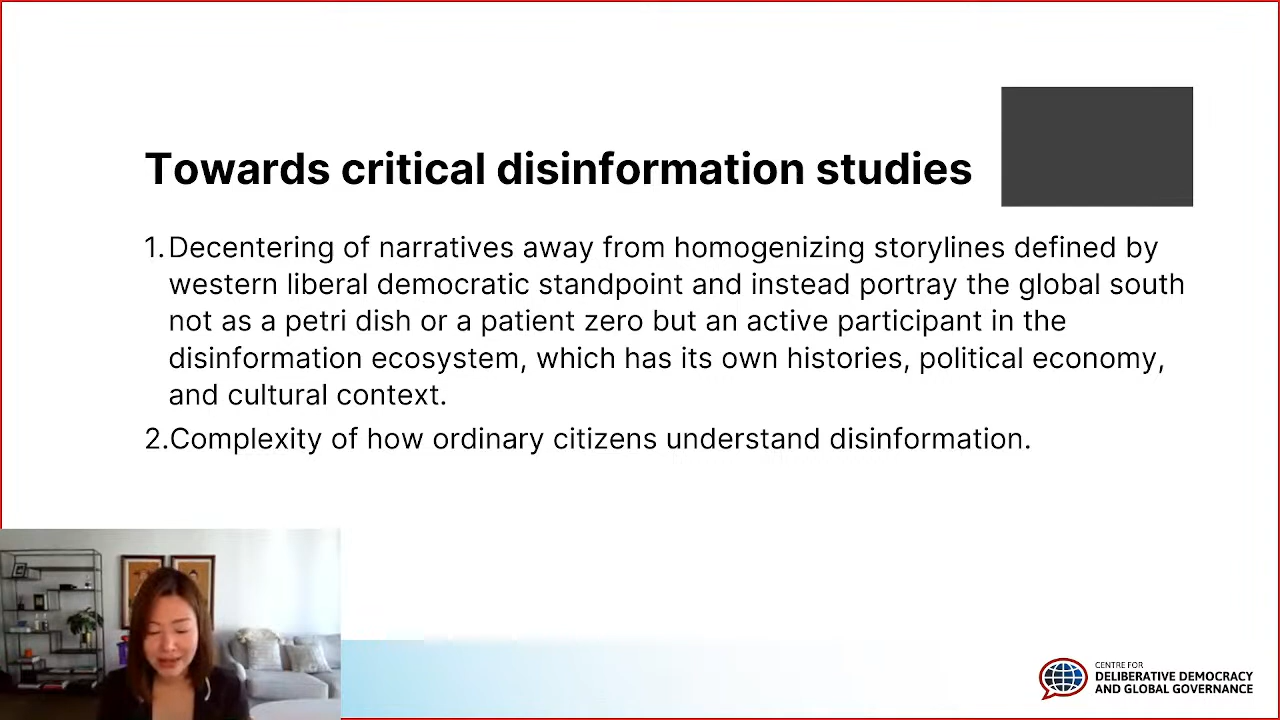 Towards critical disinformation studies
1. Decentering of narratives away from homogenizing storylines defined by
western liberal democratic standpoint and instead portray the global south
not as a petri dish or a patient zero but an active participant in the
disinformation ecosystem, which has its own histories, political economy,
and cultural context.
2. Complexity of how ordinary citizens understand disinformation.
CENTRE FOR
DELIBERATIVE DEMOCRACY
AND GLOBAL GOVERNANCE